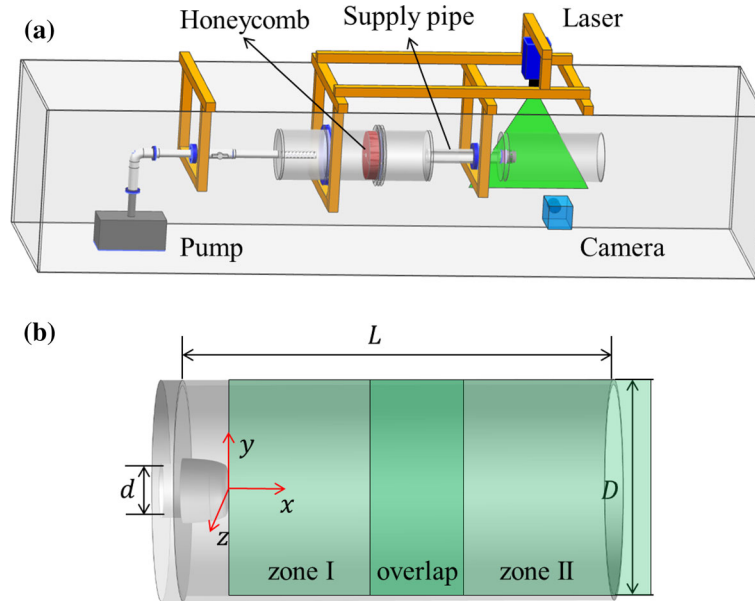 (a)
Honeycomb
Supply pipe
Laser
Pump
Camera
(b)
L
y
d
x
D
z
zone I
overlap
zone II